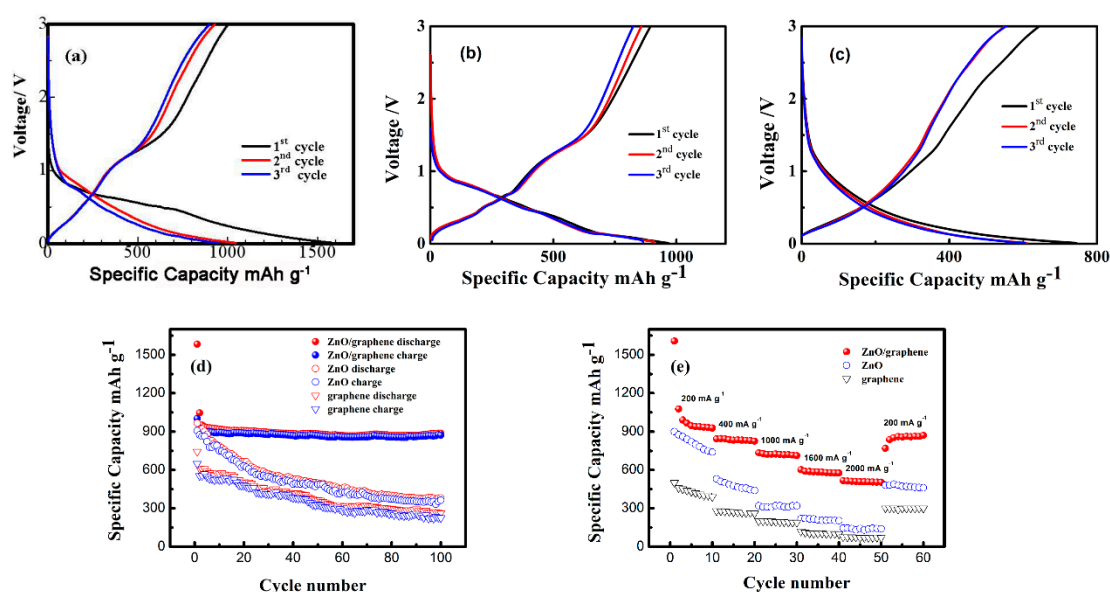 (a)
Voltage/ V
3
2
1
0
1st cycle
2nd cycle
3rd cycle
0 500 1000 1500
Specific Capacity mAh g-1
(b)
Voltage /V
3
2
1
0
1st cycle
2nd cycle
3rd cycle
0 500 1000
Specific Capacity mAh g-1
(c)
Voltage /V
3
2
1
0
1st cycle
2nd cycle
3rd cycle
0 200 400 600 800
Specific Capacity mAh g-1
(d)
Specific Capacity mAh g-1
1500
1200
900
600
300
0
ZnO/graphene discharge
ZnO/graphene charge
ZnO discharge
ZnO charge
graphene discharge
graphene charge
0 20 40 60 80 100
Cycle number
(e)
Specific Capacity mAh g-1
1500
1200
900
600
300
0
ZnO/graphene
ZnO
graphene
200 mA g-1
400 mA g-1
1000 mA g-1
1600 mA g-1
2000 mA g-1
200 mA g-1
0 10 20 30 40 50 60
Cycle number